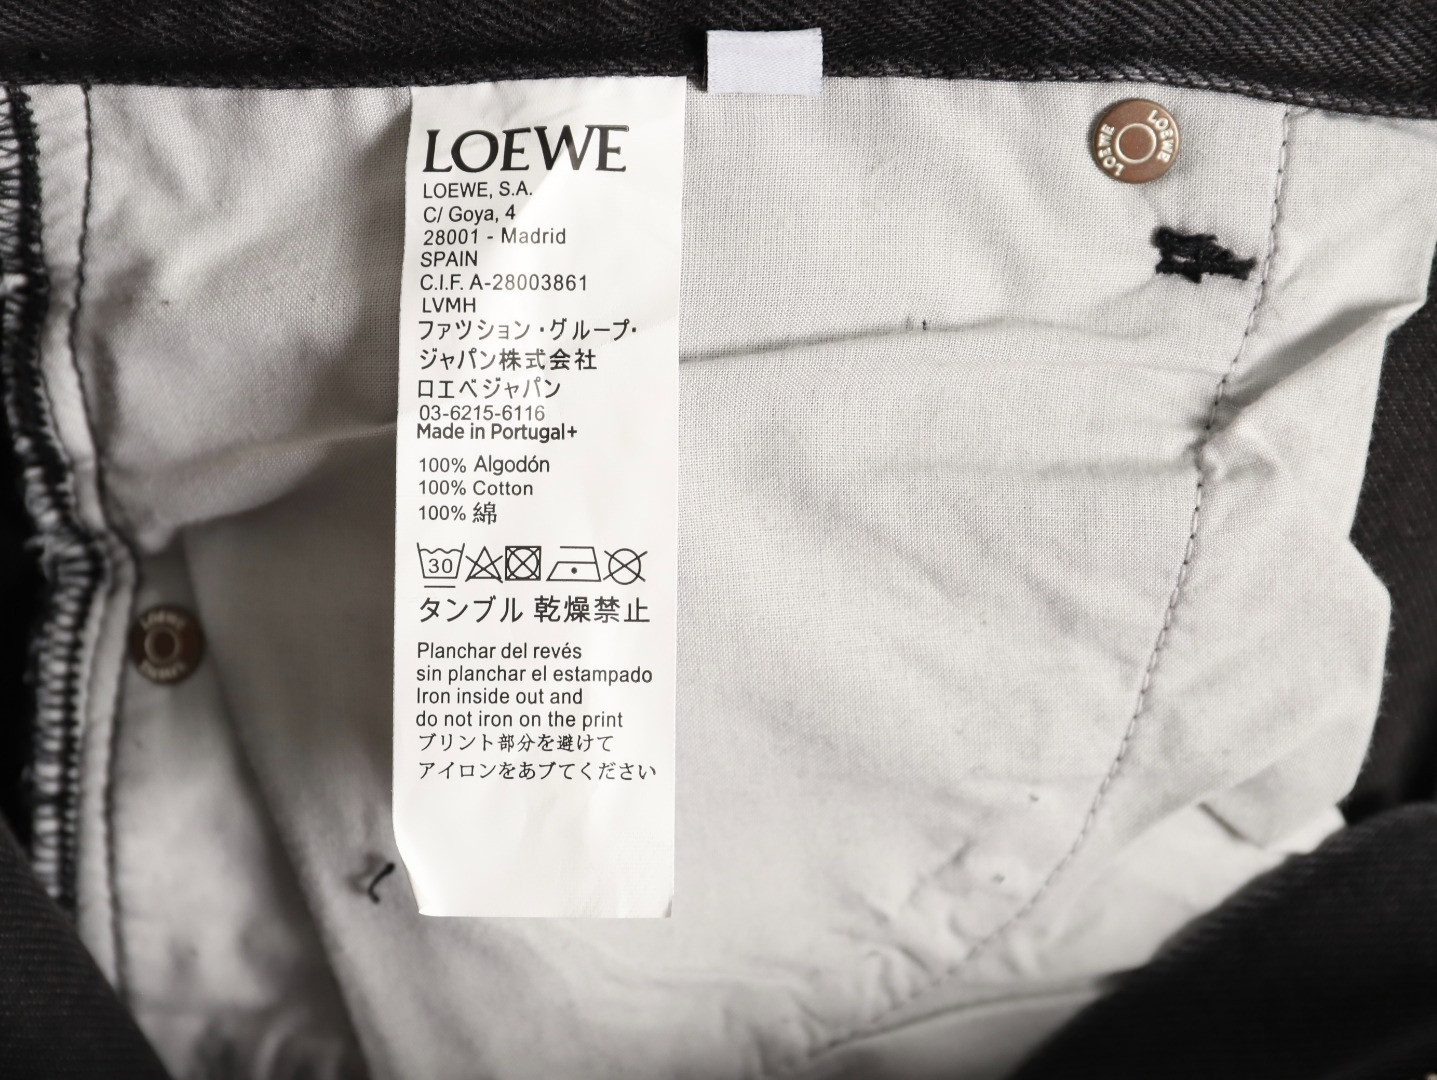 LOEWE
LOEWE, S.A.
C/ Goya, 4
28001 - Madrid
SPAIN
C.I.F. A-28003861
LVMH
ファツション・グループ・
ジャパン株式会社
ロエベジャパン
03-6215-6116
Made in Portugal+
100% Algodón
100% Cotton
100% 綿
30
タンブル 乾燥禁止
Planchar del revés
sin planchar el estampado
Iron inside out and
do not iron on the print
プリント部分を避けて
アイロンをあブてください
LOEWE
LOEWE
LOEWE
LOEWE